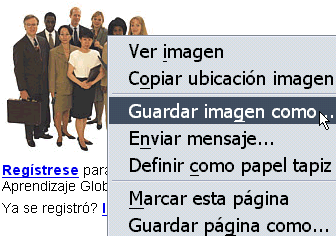 Ver imagen
Copiar ubicación imagen
Guardar imagen como...
Enviar mensaje...
Definir como papel tapiz
Marcar esta página
Guardar página como...
Regístrese para
Aprendizaje Glob
Ya se registró?